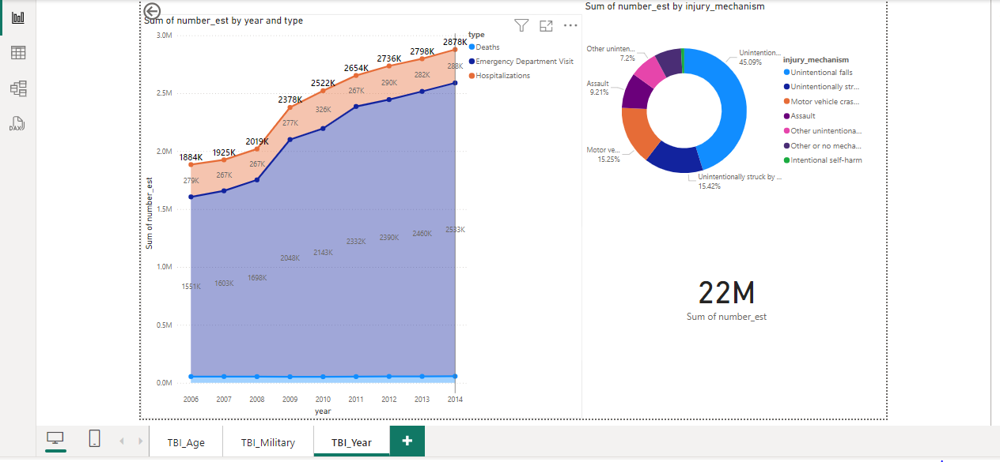 Sum of number_est by year and type
type
Deaths
Emergency Department Visit
Hospitalizations
Sum of number_est
3.0M
2.5M
2.0M
1.5M
1.0M
0.5M
0.0M
1884K
1925K
2019K
2378K
2522K
2654K
2736K
2798K
2878K
279K
267K
267K
277K
326K
267K
290K
282K
288K
1551K
1603K
1698K
2048K
2143K
2332K
2390K
2460K
2533K
2006
2007
2008
2009
2010
2011
2012
2013
2014
year
Sum of number_est by injury_mechanism
Other uninten...
7.2%
Unintention...
45.09%
Assault
9.21%
Motor ve...
15.25%
Unintentionally struck by ...
15.42%
injury_mechanism
Unintentional falls
Unintentionally str...
Motor vehicle cras...
Assault
Other unintentiona...
Other or no mecha...
Intentional self-harm
22M
Sum of number_est
DAX
TBI_Age
TBI_Military
TBI_Year